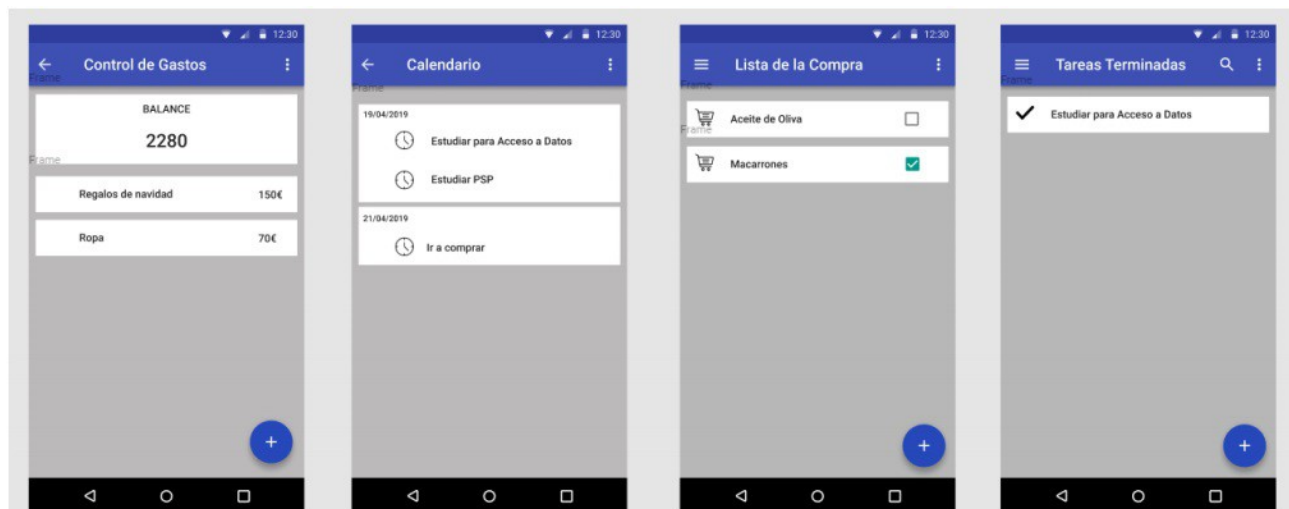 12:30
Control de Gastos
Frame
BALANCE
2280
Frame
Regalos de navidad 150€
Ropa 70€
12:30
Calendario
Frame
19/04/2019
Estudiar para Acceso a Datos
Estudiar PSP
21/04/2019
Ir a comprar
12:30
Lista de la Compra
Frame
Aceite de Oliva
Frame
Macarrones
12:30
Tareas Terminadas
Frame
Estudiar para Acceso a Datos